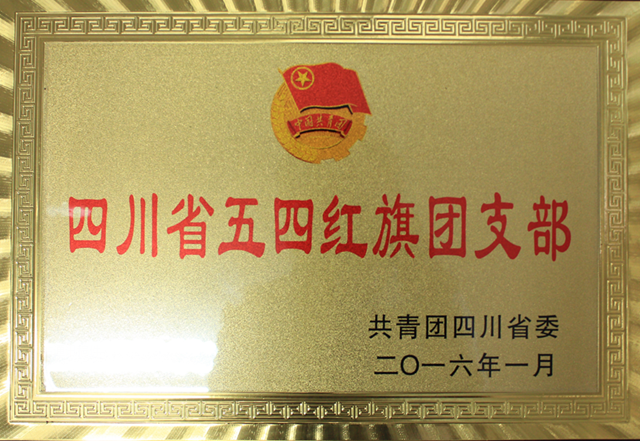 中国共青团
四川省五四红旗团支部
共青团四川省委
二〇一六年一月